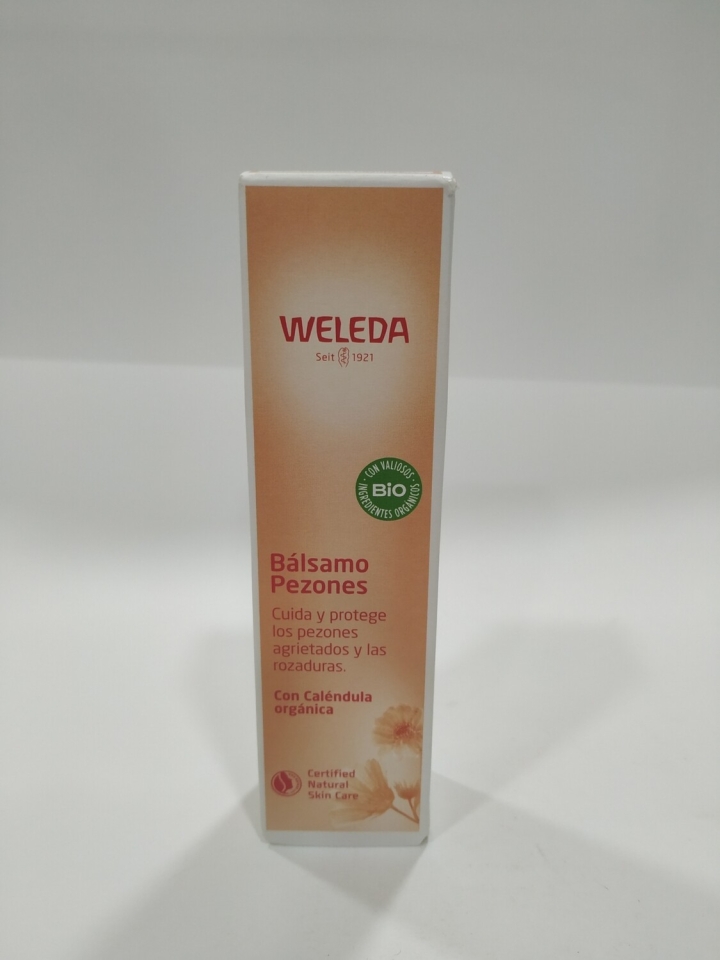 WELEDA
Seit 1921
CON VALIOSOS
BiO
INGREDIENTES ORGÁNICOS
Bálsamo
Pezones
Cuida y protege
los pezones
agrietados y las
rozaduras.
Con Caléndula
orgánica
Certified
Natural
Skin Care